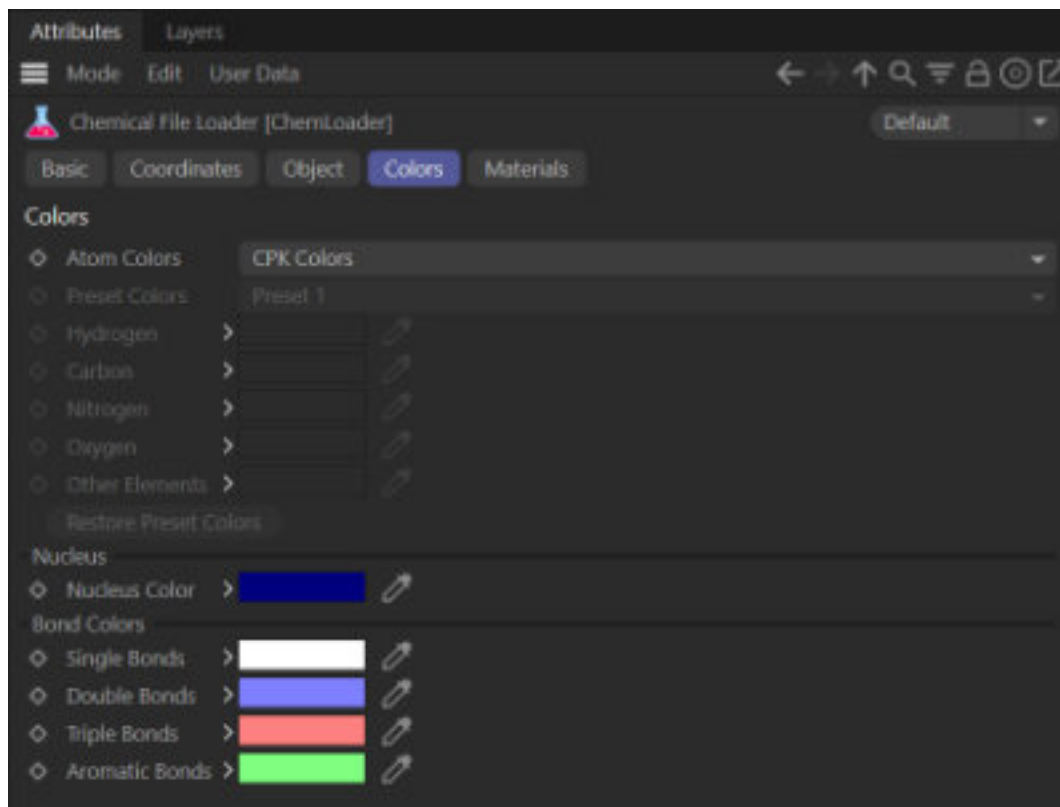 Attributes Layers
Mode Edit User Data
Chemical File Loader [ChemLoader] Default
Basic Coordinates Object Colors Materials
Colors
Atom Colors CPK Colors
Preset Colors Preset 1
Hydrogen
Carbon
Nitrogen
Oxygen
Other Elements
Restore Preset Colors
Nucleus
Nucleus Color
Bond Colors
Single Bonds
Double Bonds
Triple Bonds
Aromatic Bonds